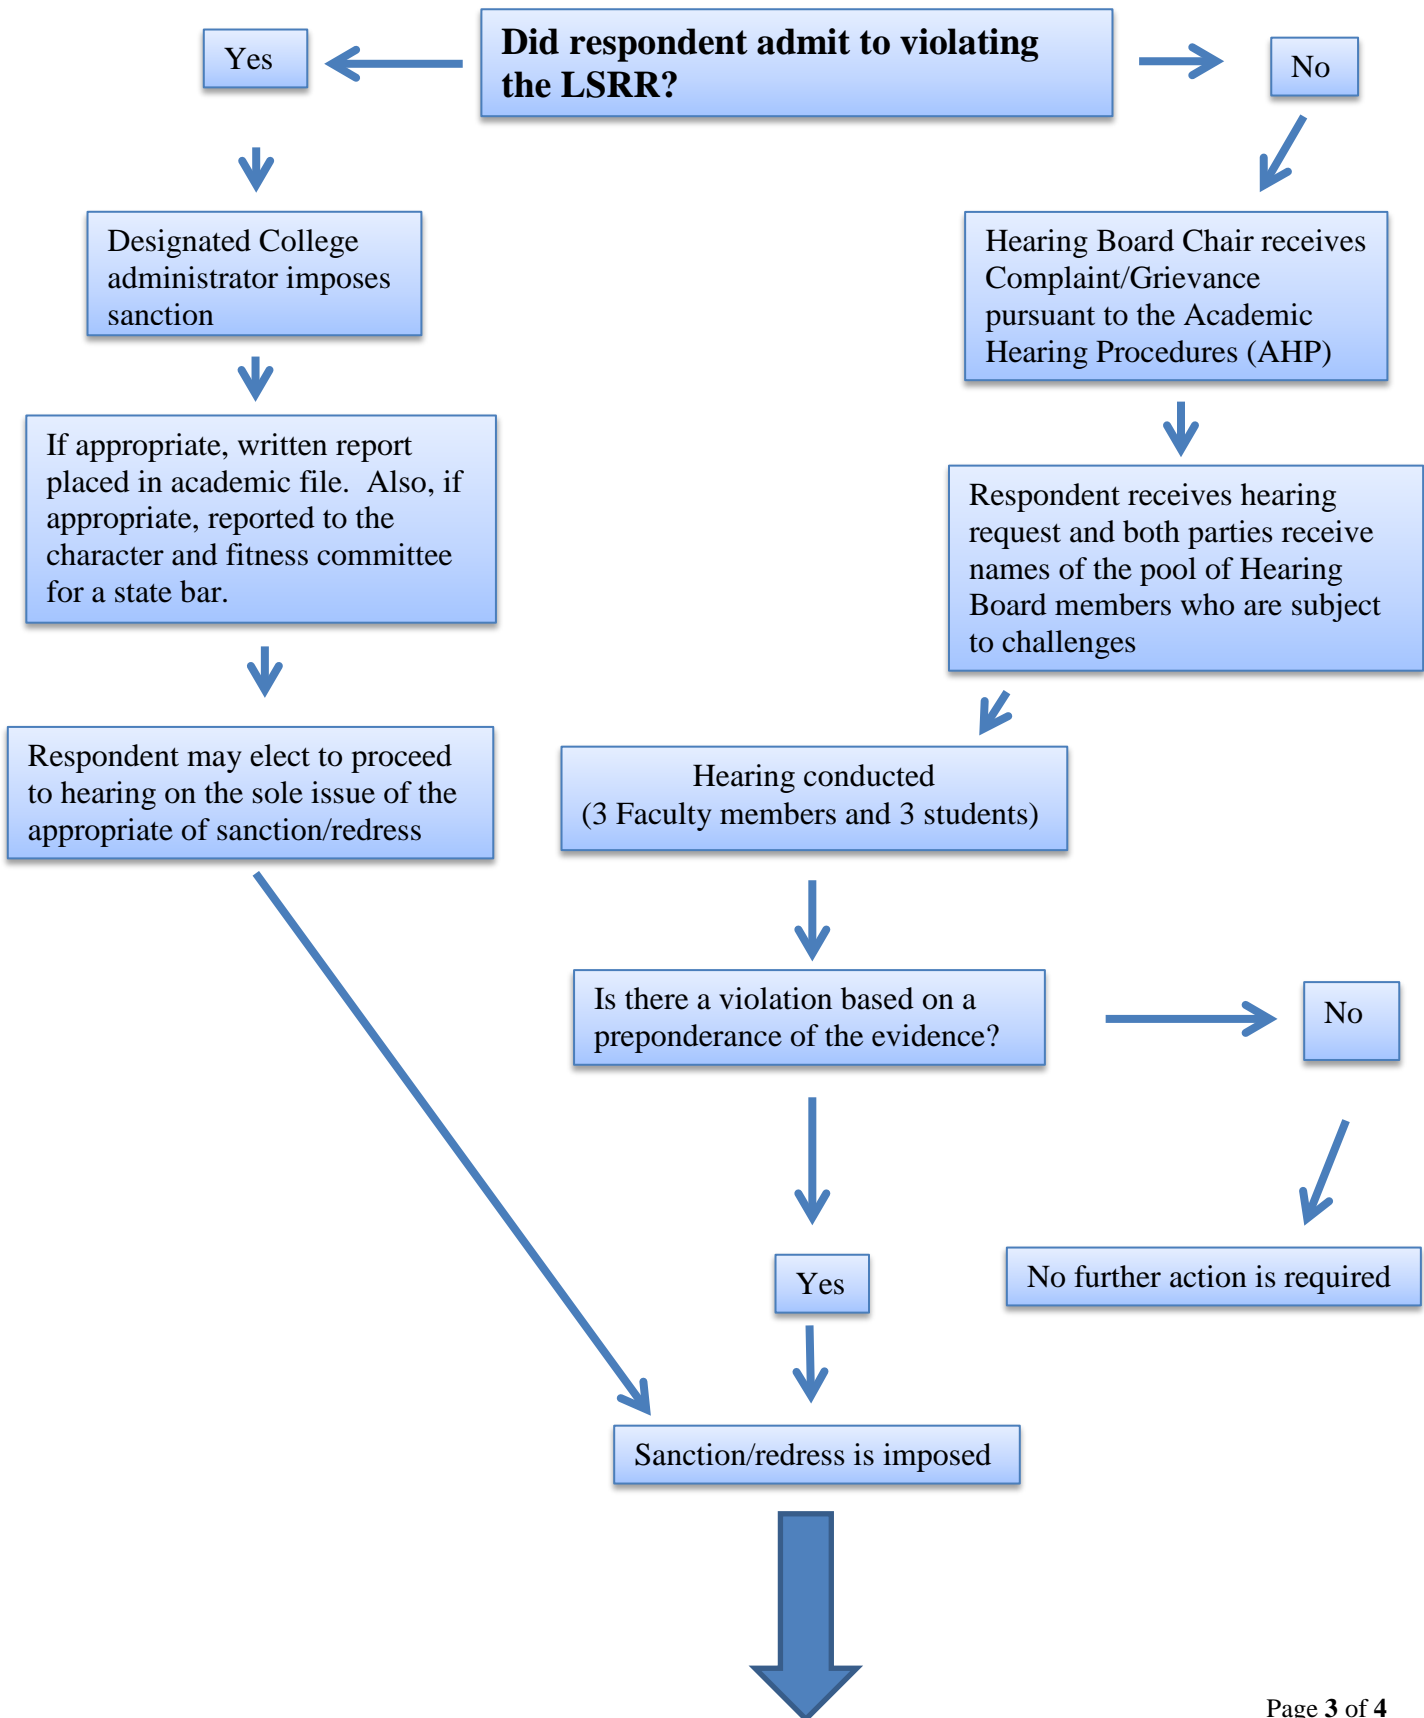 Did respondent admit to violating
the LSRR?
Yes
No
Designated College
administrator imposes
sanction
Hearing Board Chair receives
Complaint/Grievance
pursuant to the Academic
Hearing Procedures (AHP)
If appropriate, written report
placed in academic file.  Also, if
appropriate, reported to the
character and fitness committee
for a state bar.
Respondent receives hearing
request and both parties receive
names of the pool of Hearing
Board members who are subject
to challenges
Respondent may elect to proceed
to hearing on the sole issue of the
appropriate of sanction/redress
Hearing conducted
(3 Faculty members and 3 students)
Is there a violation based on a
preponderance of the evidence?
No
Yes
No further action is required
Sanction/redress is imposed
Page 3 of 4